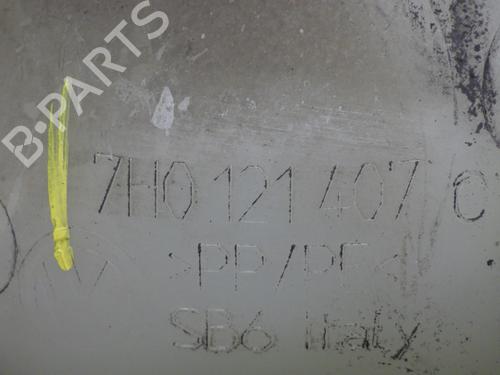 B-PARTS
7H0 121 407 C
>PP/PE<
SB6 Italy